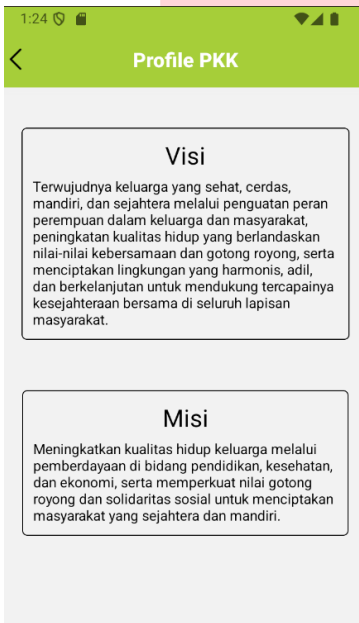 1:24
Profile PKK
Visi
Terwujudnya keluarga yang sehat, cerdas,
mandiri, dan sejahtera melalui penguatan peran
perempuan dalam keluarga dan masyarakat,
peningkatan kualitas hidup yang berlandaskan
nilai-nilai kebersamaan dan gotong royong, serta
menciptakan lingkungan yang harmonis, adil,
dan berkelanjutan untuk mendukung tercapainya
kesejahteraan bersama di seluruh lapisan
masyarakat.
Misi
Meningkatkan kualitas hidup keluarga melalui
pemberdayaan di bidang pendidikan, kesehatan,
dan ekonomi, serta memperkuat nilai gotong
royong dan solidaritas sosial untuk menciptakan
masyarakat yang sejahtera dan mandiri.